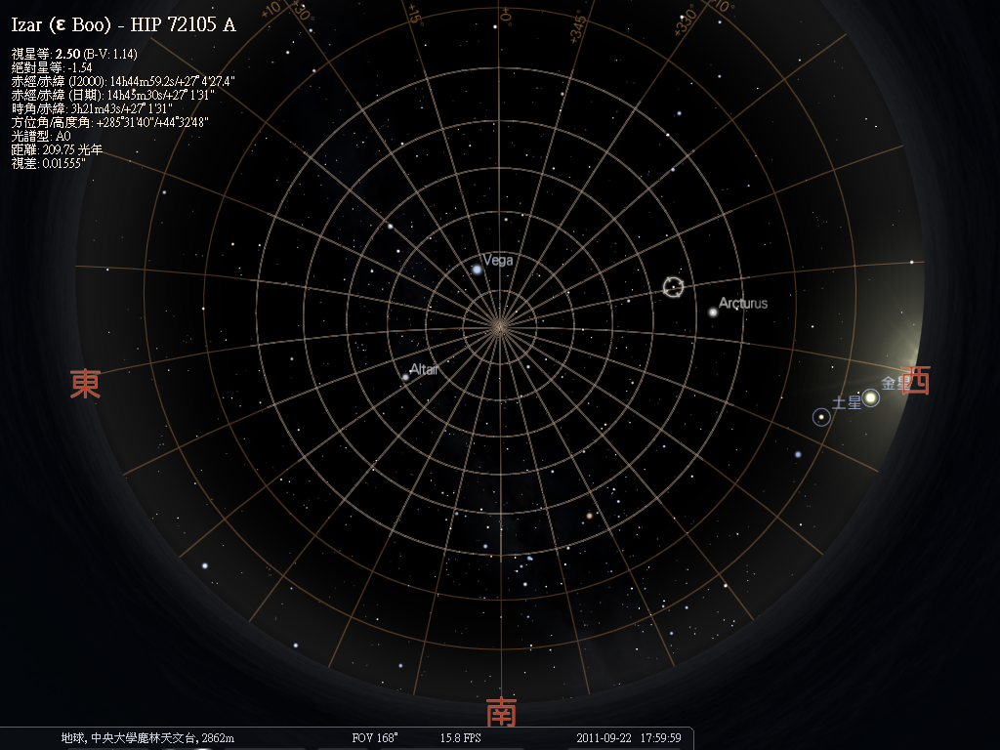 Izar (ε Boo) - HIP 72105 A
視星等: 2.50 (B-V: 1.14)
絕對星等: -1.54
赤經/赤緯 (J2000): 14h44m59.2s/+27°4'27.4"
赤經/赤緯 (日期): 14h45m30s/+27°1'31"
時角/赤緯: 3h21m43s/+27°1'31"
方位角/高度角: +285°31'40"/+44°32'48"
光譜型: A0
距離: 209.75 光年
視差: 0.01555"
+10°
+30°
+15°
+0°
+345°
+330°
+10°
Vega
Arcturus
Altair
東
西
金星
土星
南
地球, 中央大學鹿林天文台, 2862m
FOV 168°
15.8 FPS
2011-09-22 17:59:59